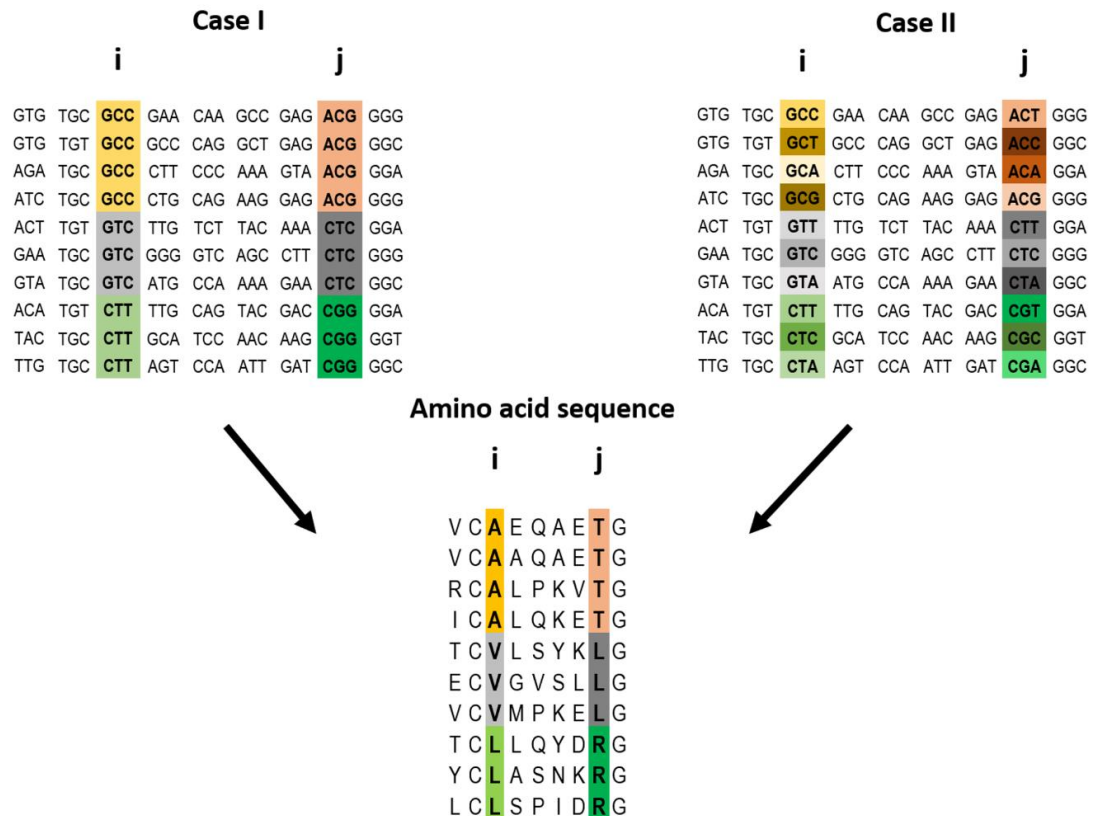 Case I
i j
GTG TGC GCC GAA CAA GCC GAG ACG GGG
GTG TGT GCC GCC CAG GCT GAG ACG GGC
AGA TGC GCC CTT CCC AAA GTA ACG GGA
ATC TGC GCC CTG CAG AAG GAG ACG GGC
ACT TGT GTC TTG TCT TAC AAA CTC GGA
GAA TGC GTC GGG GTC AGC CTT CTC GGG
GTA TGC GTC ATG CCA AAA GAA CTC GGC
ACA TGT CTT TTG CAG TAC GAC CGG GGA
TAC TGC CTT GCA TCC AAC AAG CGG GGT
TTG TGC CTT AGT CCA ATT GAT CGG GGC
Case II
i j
GTG TGC GCC GAA CAA GCC GAG ACT GGG
GTG TGT GCT GCC CAG GCT GAG ACC GGC
AGA TGC GCA CTT CCC AAA GTA ACA GGA
ATC TGC GCG CTG CAG AAG GAG ACG GGC
ACT TGT GTT TTG TCT TAC AAA CTT GGA
GAA TGC GTC GGG GTC AGC CTT CTC GGG
GTA TGC GTA ATG CCA AAA GAA CTA GGC
ACA TGT CTT TTG CAG TAC GAC CGT GGA
TAC TGC CTC GCA TCC AAC AAG CGC GGT
TTG TGC CTA AGT CCA ATT GAT CGA GGC
Amino acid sequence
i j
V C A E Q A E T G
V C A A Q A E T G
R C A L P K V T G
I C A L Q K E T G
T C V L S Y K L G
E C V G V S L L G
V C V M P K E L G
T C L L Q Y D R G
Y C L A S N K R G
L C L S P I D R G